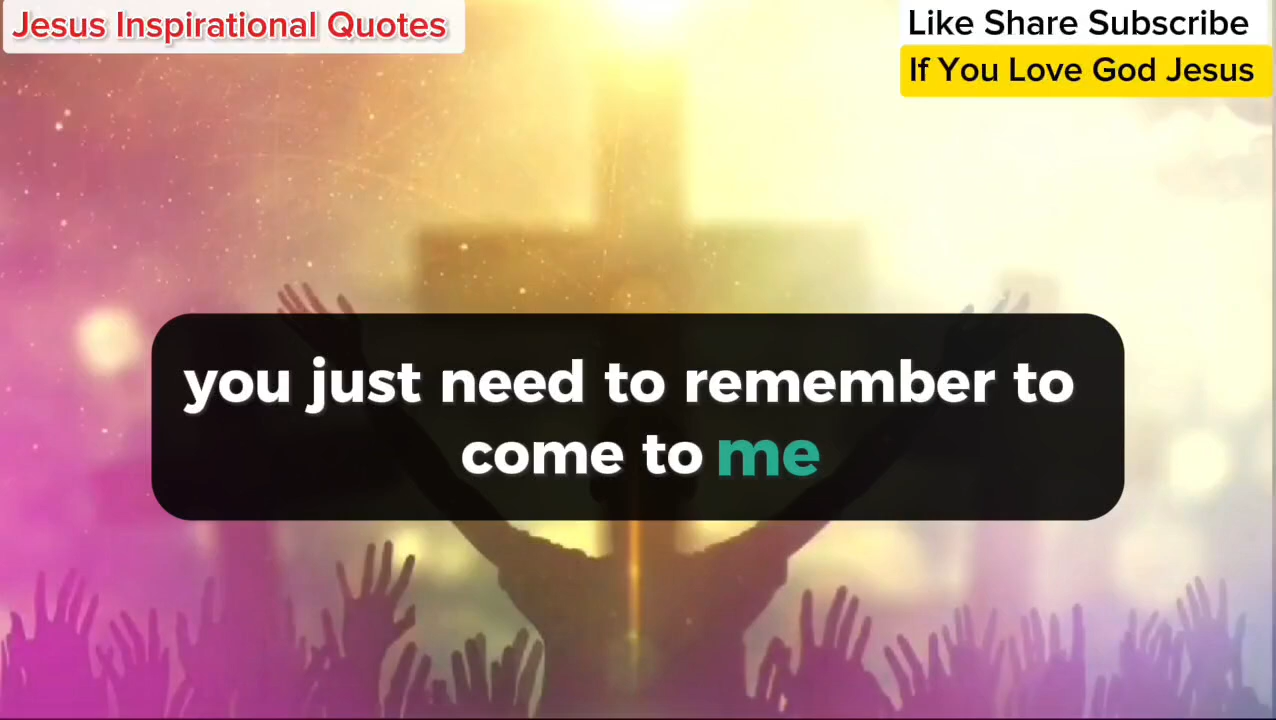 Jesus Inspirational Quotes
Like Share Subscribe
If You Love God Jesus
you just need to remember to
come to me